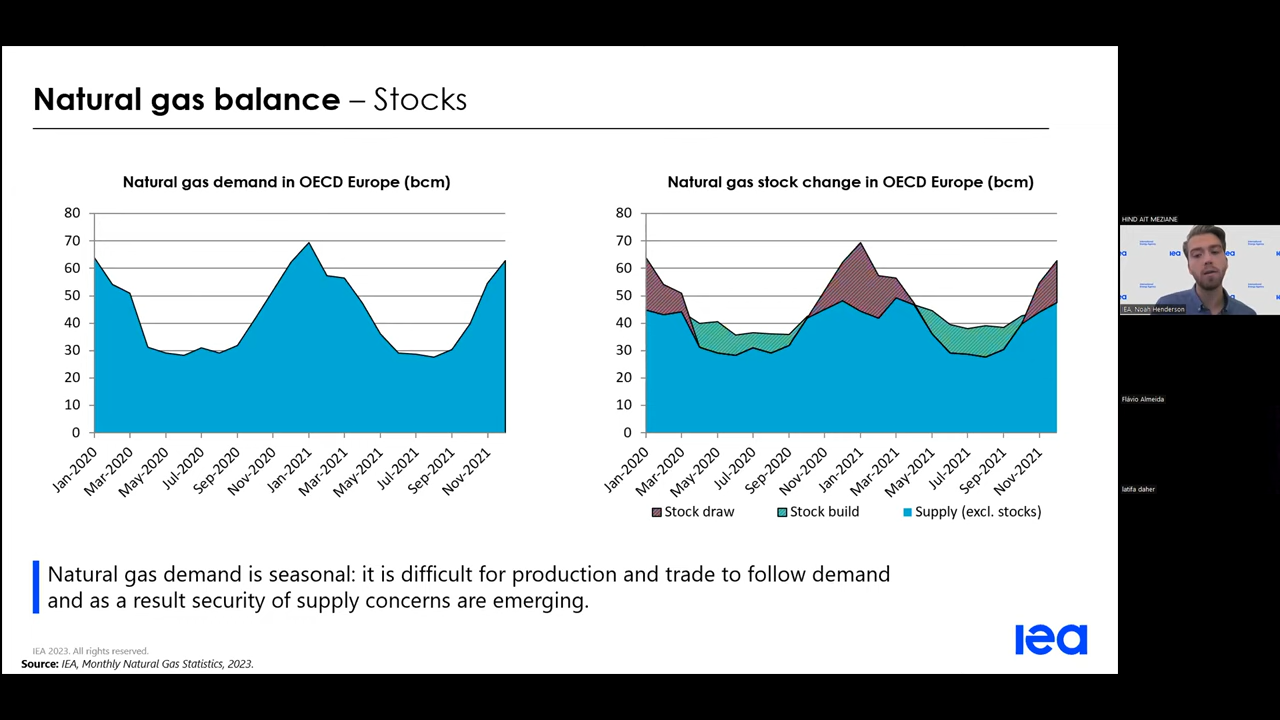 Natural gas balance – Stocks
Natural gas demand in OECD Europe (bcm)
80
70
60
50
40
30
20
10
0
Jan-2020
Mar-2020
May-2020
Jul-2020
Sep-2020
Nov-2020
Jan-2021
Mar-2021
May-2021
Jul-2021
Sep-2021
Nov-2021
Natural gas stock change in OECD Europe (bcm)
80
70
60
50
40
30
20
10
0
Jan-2020
Mar-2020
May-2020
Jul-2020
Sep-2020
Nov-2020
Jan-2021
Mar-2021
May-2021
Jul-2021
Sep-2021
Nov-2021
Stock draw
Stock build
Supply (excl. stocks)
Natural gas demand is seasonal: it is difficult for production and trade to follow demand
and as a result security of supply concerns are emerging.
iea
IEA 2023. All rights reserved.
Source: IEA, Monthly Natural Gas Statistics, 2023.
HIND AIT MEZIANE
iea
iea
IEA. Noah Henderson
Flávio Almeida
latifa daher